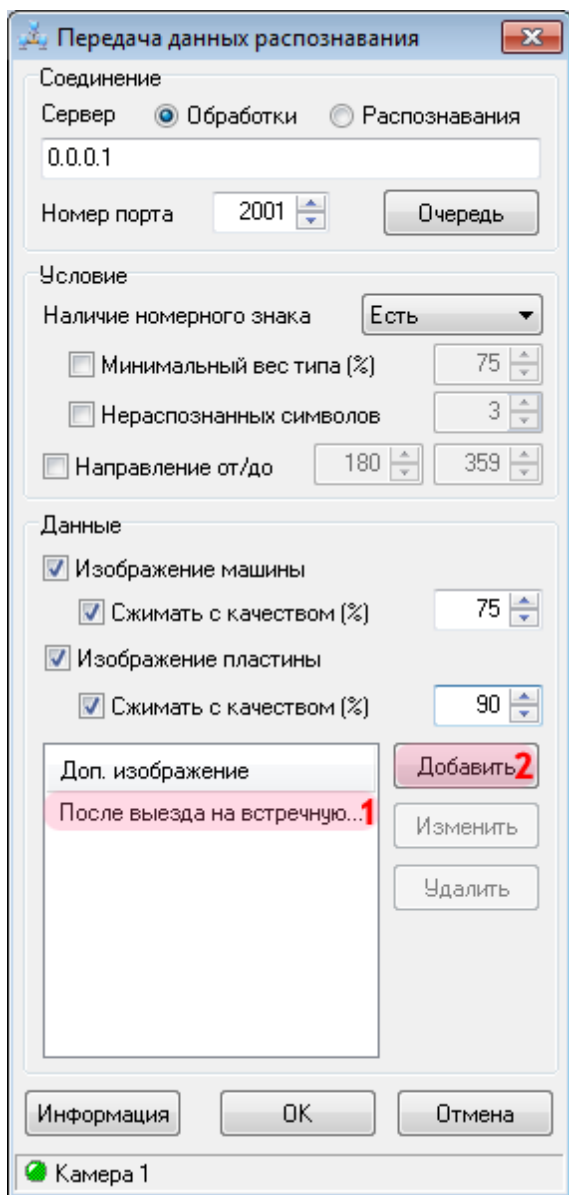 Передача данных распознавания
Соединение
Сервер Обработки Распознавания
0.0.0.1
Номер порта 2001 Очередь
Условие
Наличие номерного знака Есть
Минимальный вес типа (%) 75
Нераспознанных символов 3
Направление от/до 180 359
Данные
Изображение машины
Сжимать с качеством (%) 75
Изображение пластины
Сжимать с качеством (%) 90
Доп. изображение Добавить 2
После выезда на встречную... 1
Изменить
Удалить
Информация OK Отмена
Камера 1